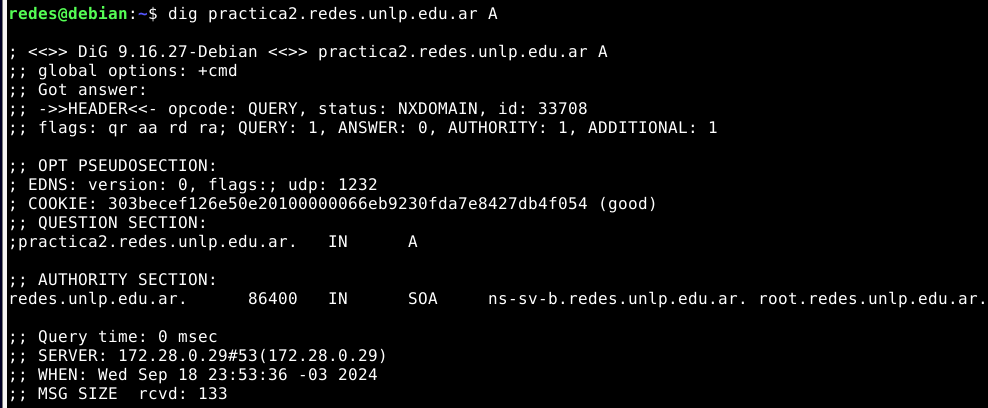 redes@debian:~$ dig practica2.redes.unlp.edu.ar A
; <<>> DiG 9.16.27-Debian <<>> practica2.redes.unlp.edu.ar A
;; global options: +cmd
;; Got answer:
;; ->>HEADER<<- opcode: QUERY, status: NXDOMAIN, id: 33708
;; flags: qr aa rd ra; QUERY: 1, ANSWER: 0, AUTHORITY: 1, ADDITIONAL: 1
;; OPT PSEUDOSECTION:
; EDNS: version: 0, flags:; udp: 1232
; COOKIE: 303becef126e50e20100000066eb9230fda7e8427db4f054 (good)
;; QUESTION SECTION:
;practica2.redes.unlp.edu.ar. IN A
;; AUTHORITY SECTION:
redes.unlp.edu.ar. 86400 IN SOA ns-sv-b.redes.unlp.edu.ar. root.redes.unlp.edu.ar.
;; Query time: 0 msec
;; SERVER: 172.28.0.29#53(172.28.0.29)
;; WHEN: Wed Sep 18 23:53:36 -03 2024
;; MSG SIZE rcvd: 133